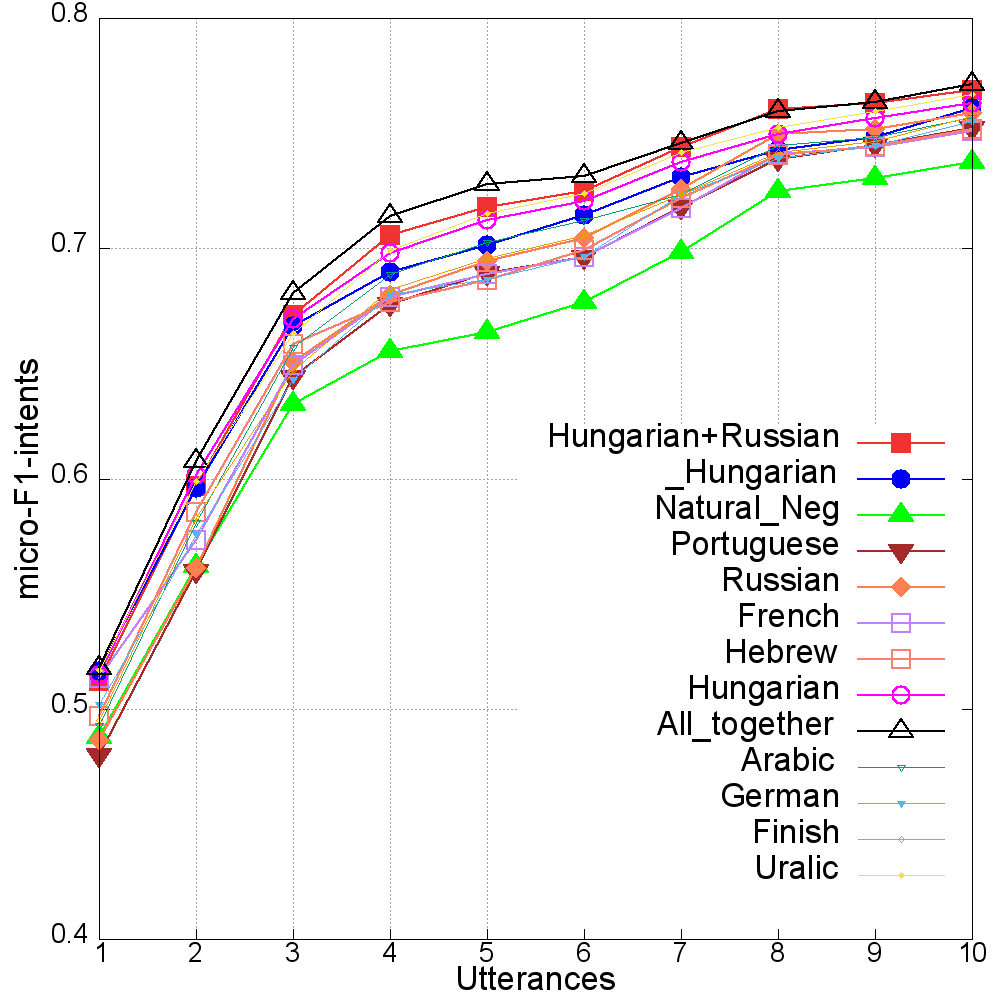 0.8
0.7
0.6
0.5
0.4
micro-F1-intents
Hungarian+Russian
_Hungarian
Natural_Neg
Portuguese
Russian
French
Hebrew
Hungarian
All_together
Arabic
German
Finish
Uralic
1 2 3 4 5 6 7 8 9 10
Utterances